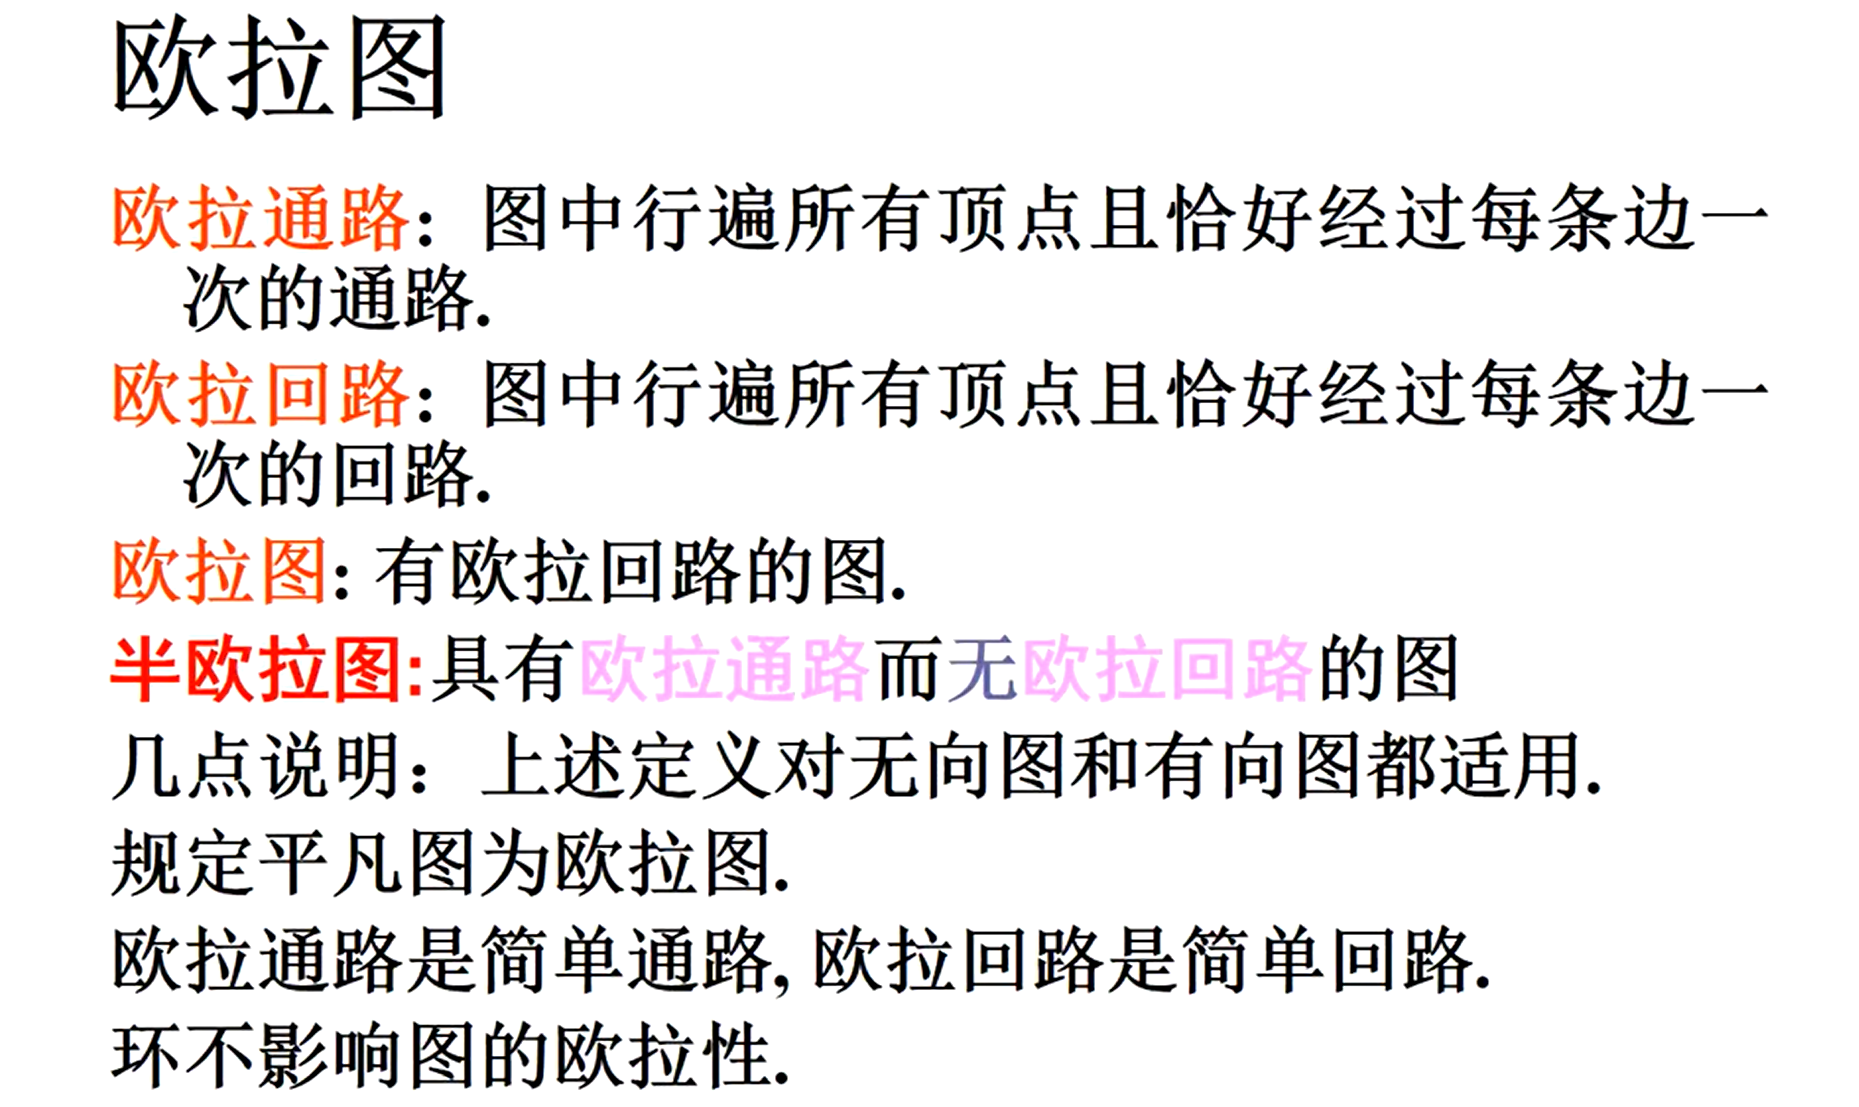 欧拉图
欧拉通路：图中行遍所有顶点且恰好经过每条边一
次的通路.
欧拉回路：图中行遍所有顶点且恰好经过每条边一
次的回路.
欧拉图: 有欧拉回路的图.
半欧拉图:具有欧拉通路而无欧拉回路的图
几点说明：上述定义对无向图和有向图都适用.
规定平凡图为欧拉图.
欧拉通路是简单通路, 欧拉回路是简单回路.
环不影响图的欧拉性.